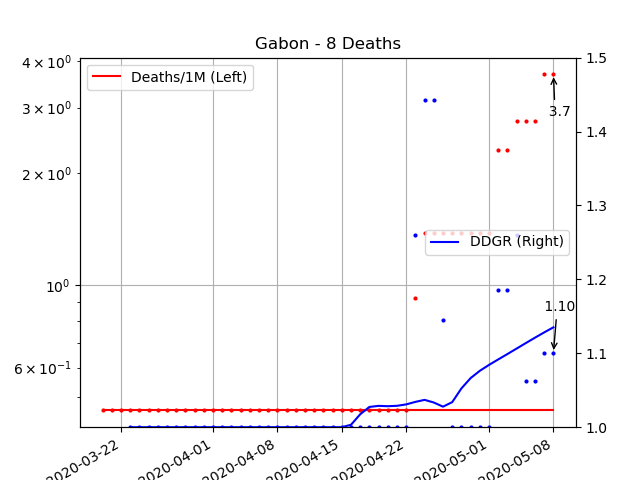 Gabon - 8 Deaths
Deaths/1M (Left)
DDGR (Right)
3.7
1.10
4 × 10⁰
3 × 10⁰
2 × 10⁰
10⁰
6 × 10⁻¹
1.5
1.4
1.3
1.2
1.1
1.0
2020-03-22
2020-04-01
2020-04-08
2020-04-15
2020-04-22
2020-05-01
2020-05-08